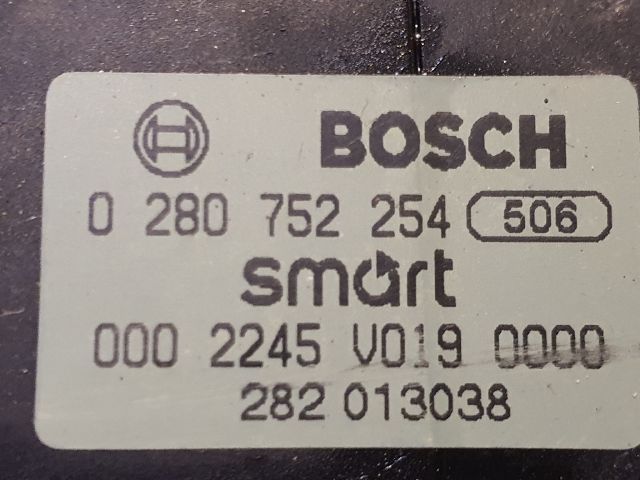 BOSCH
0 280 752 254 506
smart
000 2245 V019 0000
282 013038